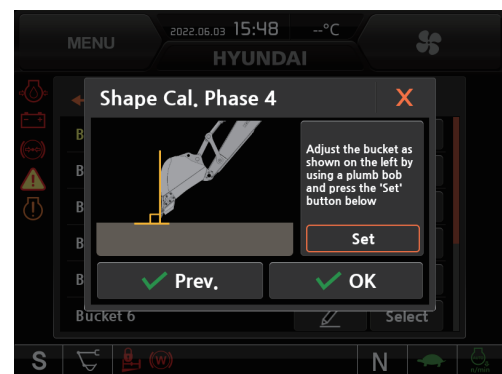 MENU
2022.06.03 15:48
--°C
HYUNDAI
Shape Cal. Phase 4
X
B
B
B
B
B
Adjust the bucket as
shown on the left by
using a plumb bob
and press the 'Set'
button below
Set
Prev.
OK
Bucket 6
Select
S
C
(W)
N
n/min